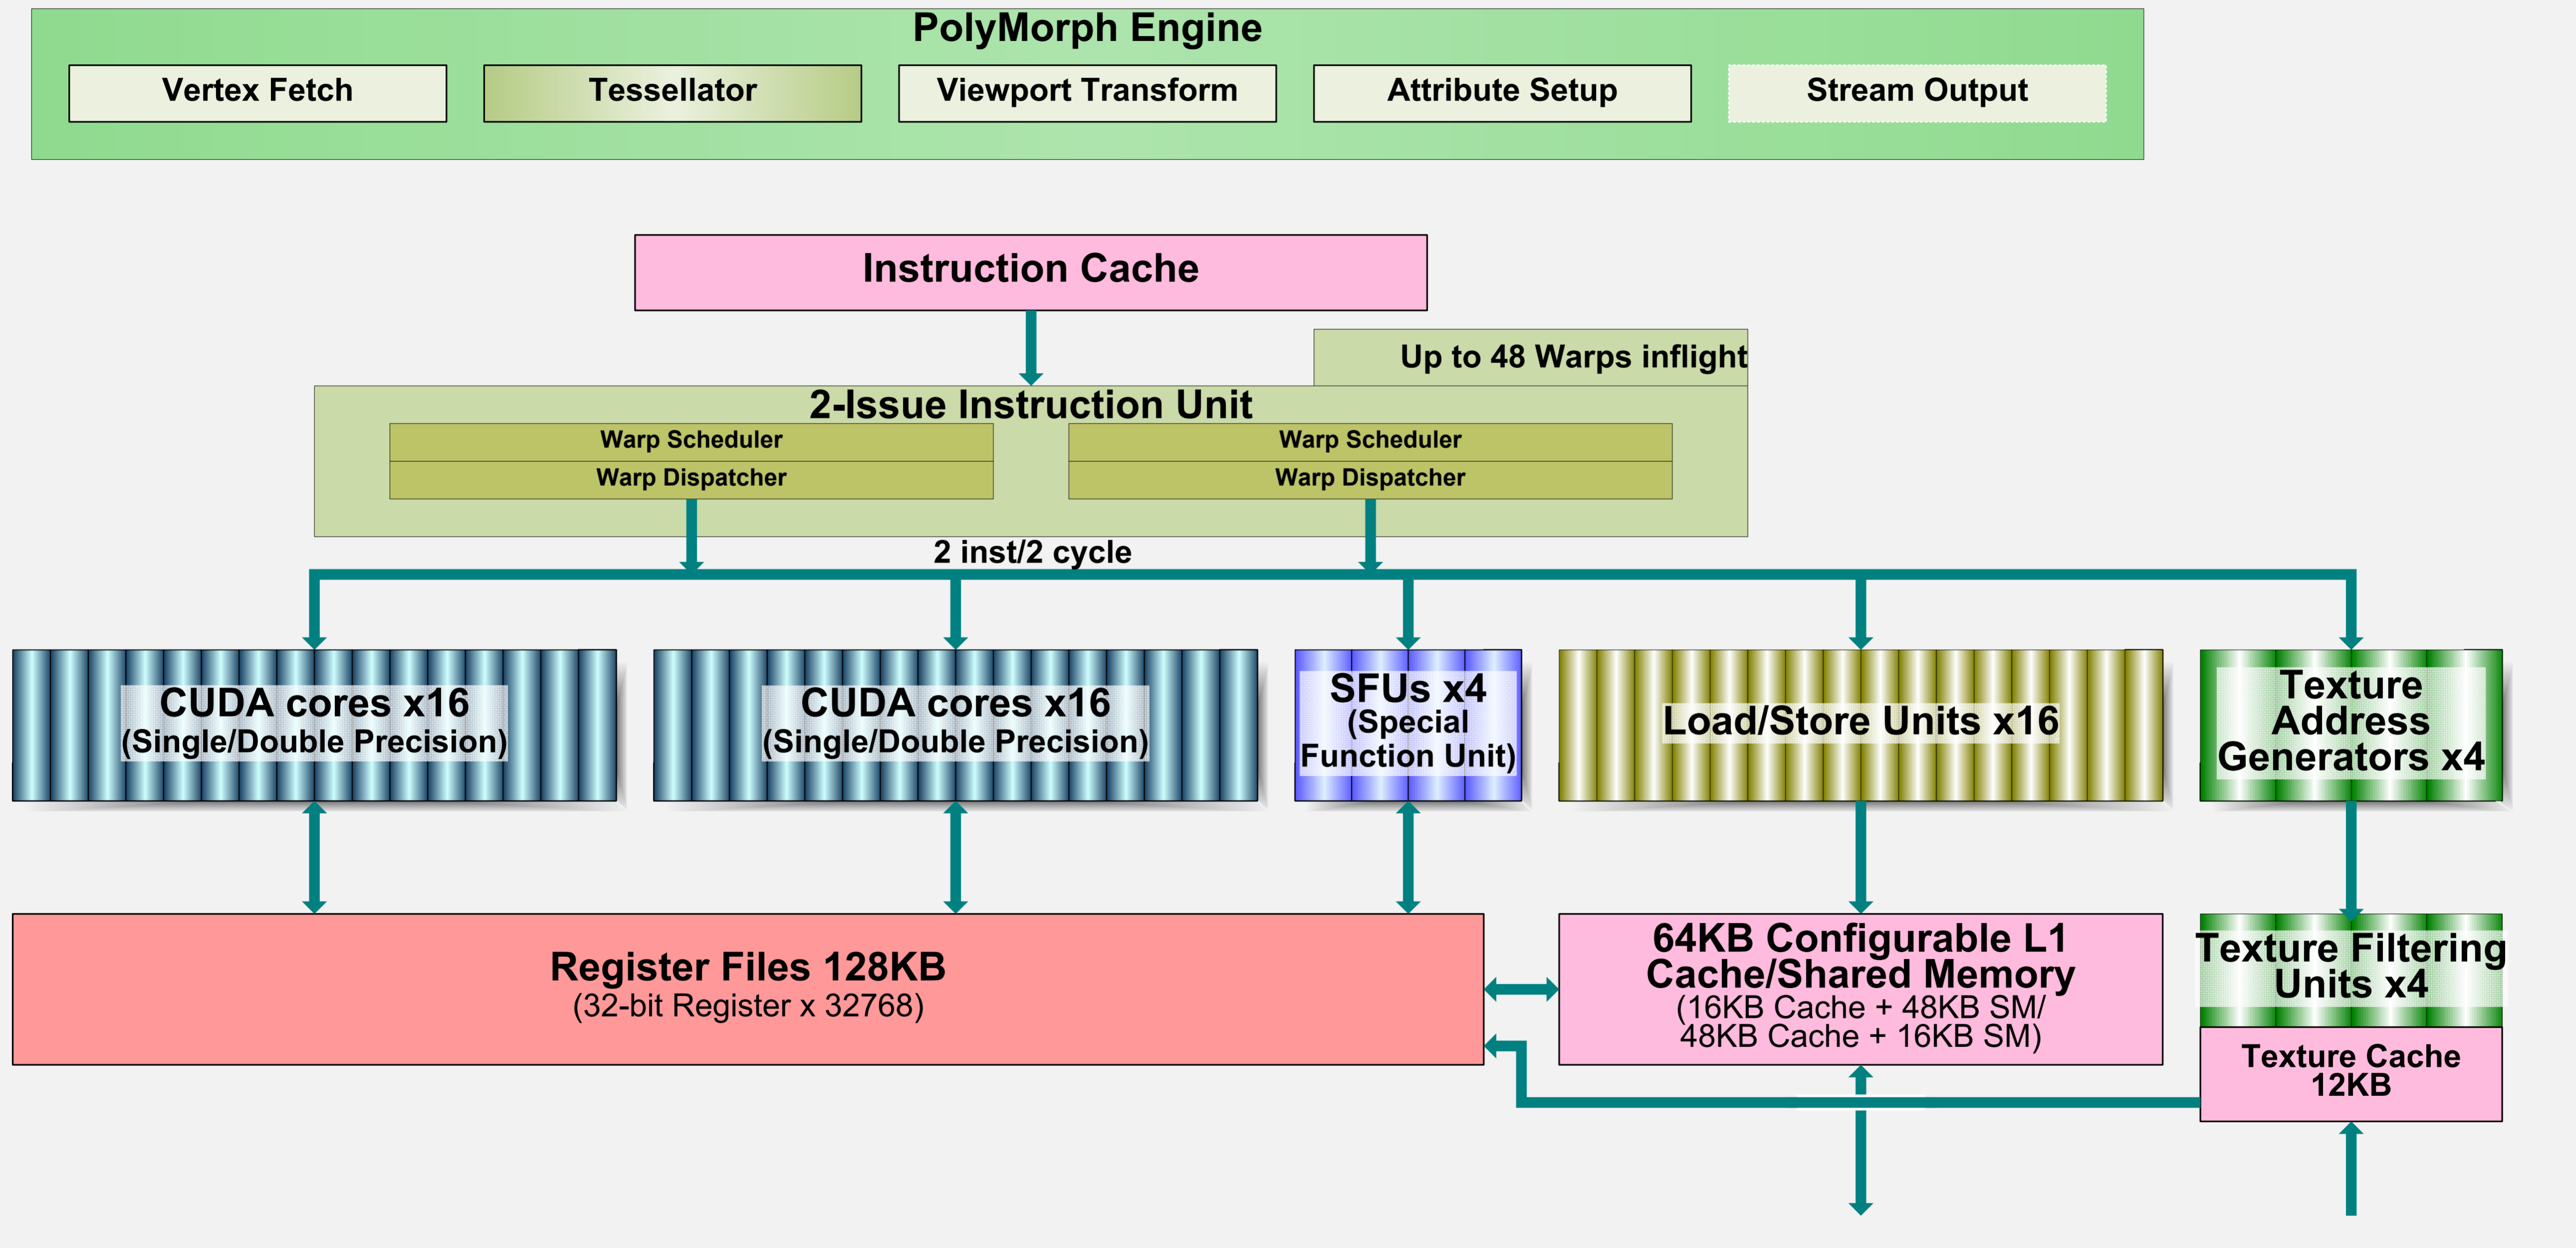 PolyMorph Engine
Vertex Fetch
Tessellator
Viewport Transform
Attribute Setup
Stream Output
Instruction Cache
Up to 48 Warps inflight
2-Issue Instruction Unit
Warp Scheduler
Warp Dispatcher
Warp Scheduler
Warp Dispatcher
2 inst/2 cycle
CUDA cores x16
(Single/Double Precision)
CUDA cores x16
(Single/Double Precision)
SFUs x4
(Special
Function Unit)
Load/Store Units x16
Texture
Address
Generators x4
Register Files 128KB
(32-bit Register x 32768)
64KB Configurable L1
Cache/Shared Memory
(16KB Cache + 48KB SM/
48KB Cache + 16KB SM)
Texture Filtering
Units x4
Texture Cache
12KB